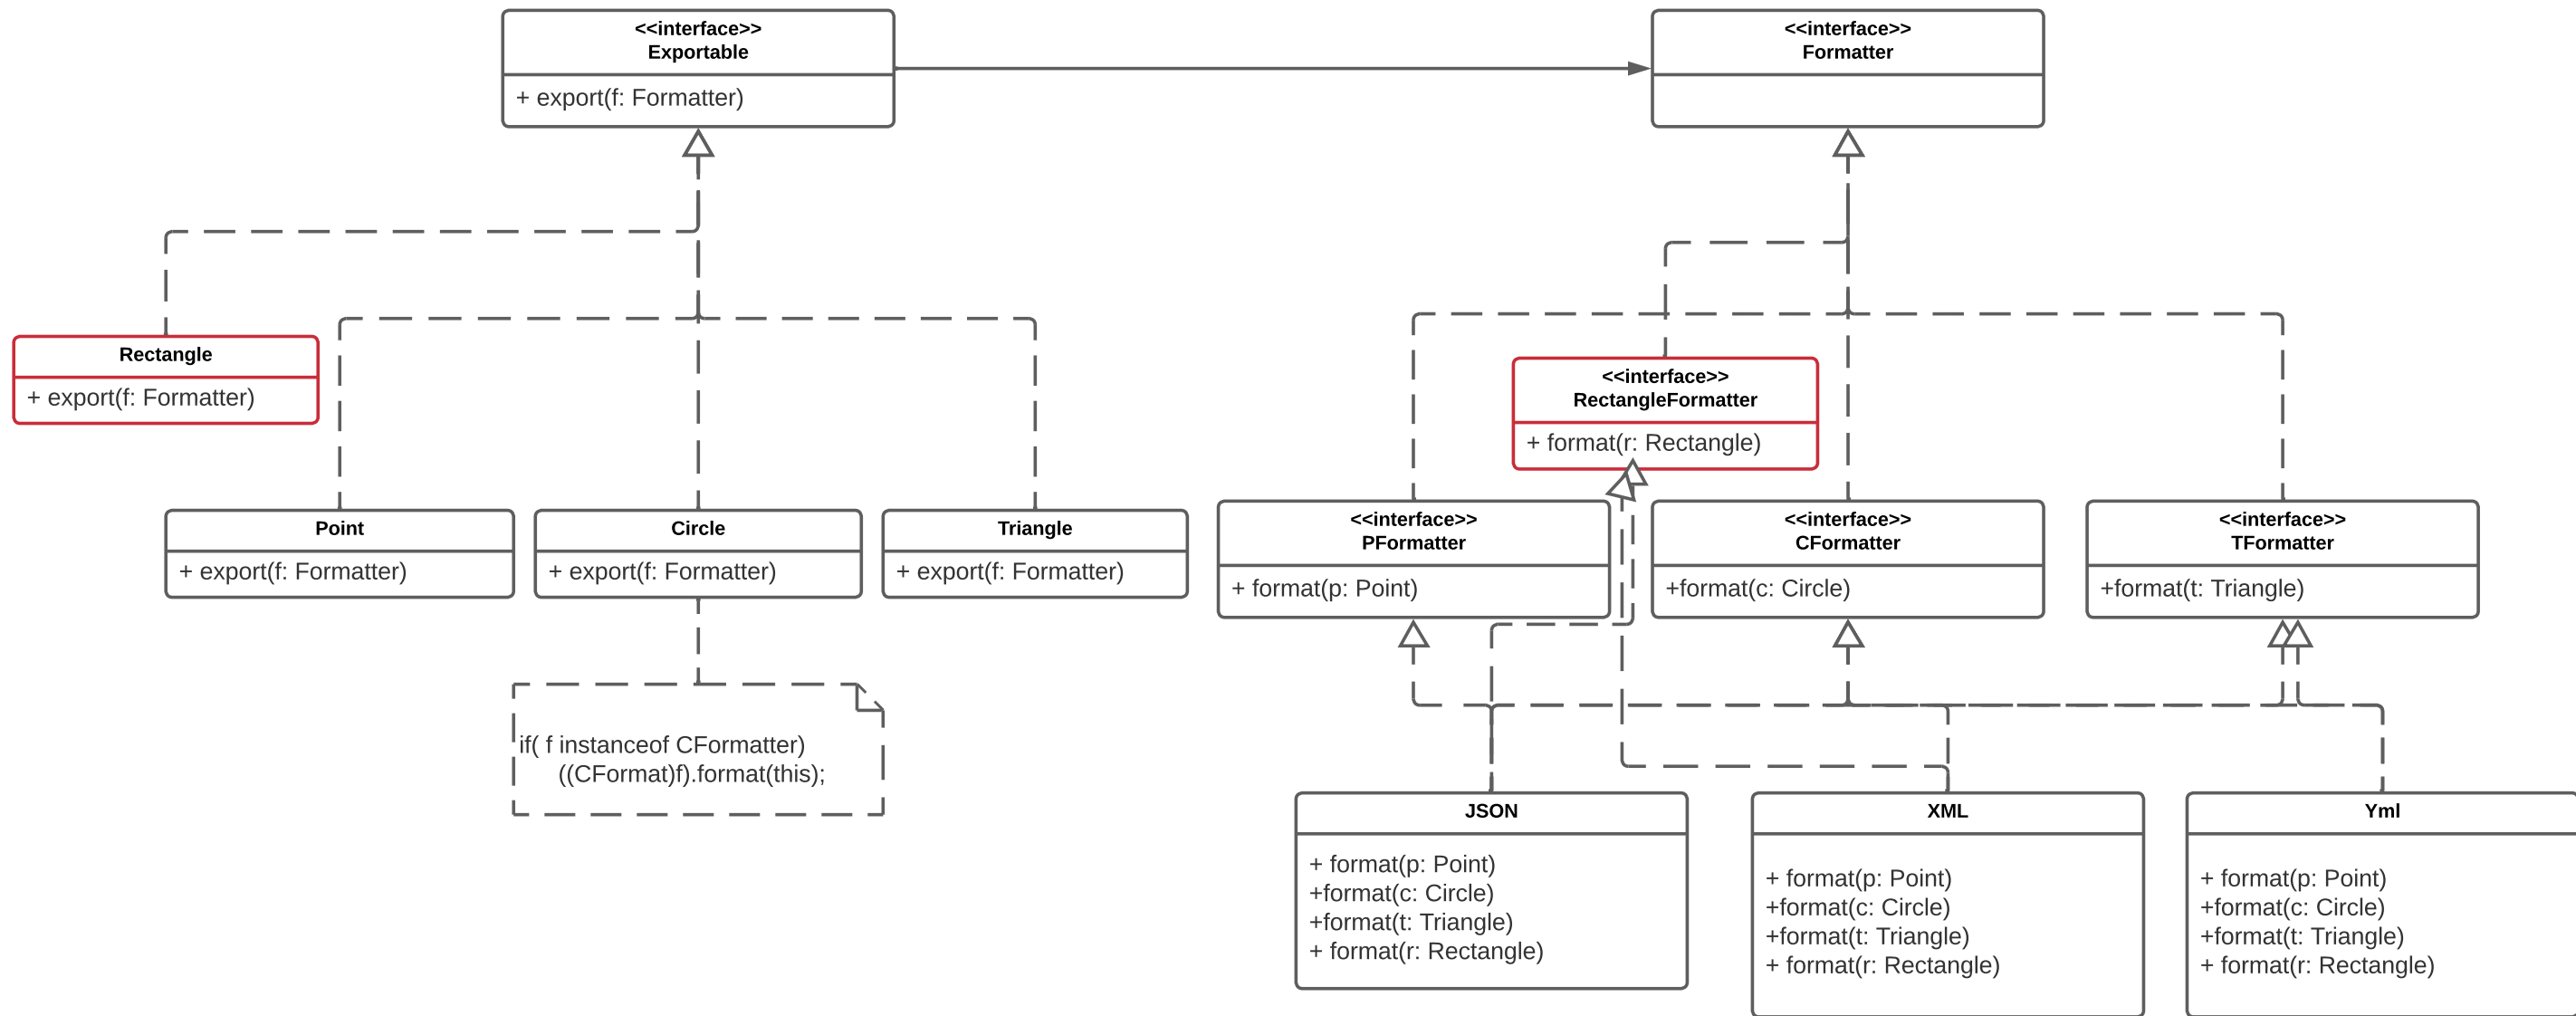 <<interface>>
Exportable
+ export(f: Formatter)
<<interface>>
Formatter
Rectangle
+ export(f: Formatter)
<<interface>>
RectangleFormatter
+ format(r: Rectangle)
Point
+ export(f: Formatter)
Circle
+ export(f: Formatter)
Triangle
+ export(f: Formatter)
<<interface>>
PFormatter
+ format(p: Point)
<<interface>>
CFormatter
+format(c: Circle)
<<interface>>
TFormatter
+format(t: Triangle)
if( f instanceof CFormatter)
((CFormat)f).format(this);
JSON
+ format(p: Point)
+format(c: Circle)
+format(t: Triangle)
+ format(r: Rectangle)
XML
+ format(p: Point)
+format(c: Circle)
+format(t: Triangle)
+ format(r: Rectangle)
Yml
+ format(p: Point)
+format(c: Circle)
+format(t: Triangle)
+ format(r: Rectangle)